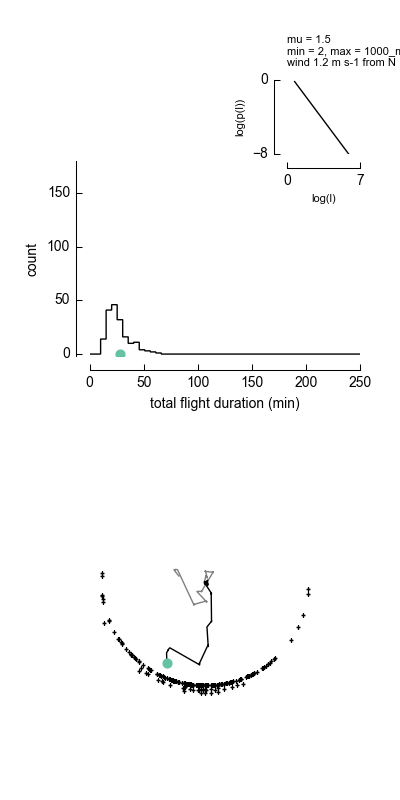 mu = 1.5
min = 2, max = 1000_m
wind 1.2 m s-1 from N
0
log(p(l))
−8
0
7
log(l)
150
100
count
50
0
0
50
100
150
200
250
total flight duration (min)